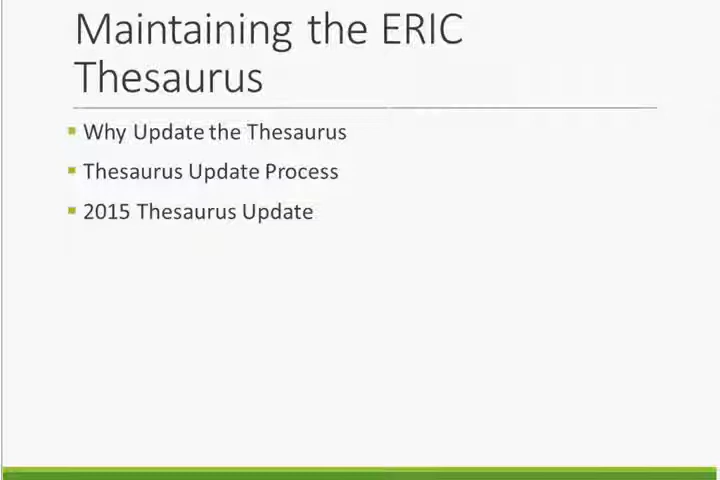 Maintaining the ERIC
Thesaurus
Why Update the Thesaurus
Thesaurus Update Process
2015 Thesaurus Update